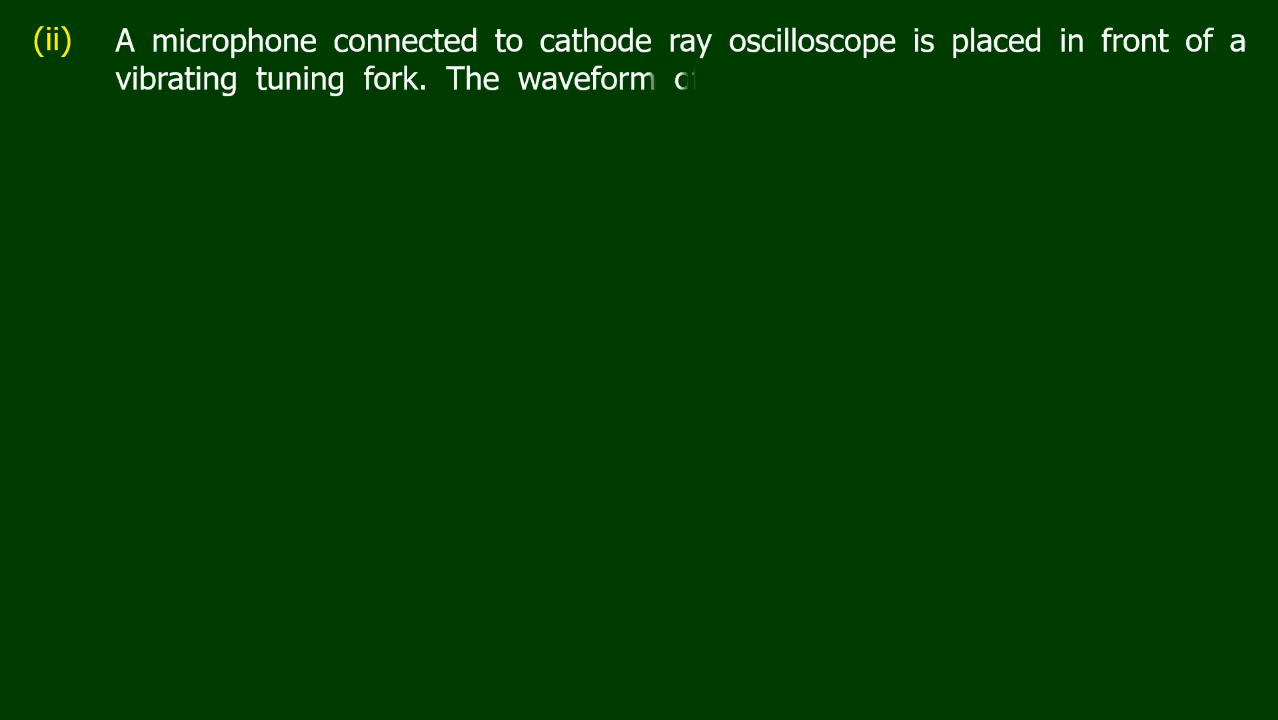 (ii) A microphone connected to cathode ray oscilloscope is placed in front of a
vibrating tuning fork. The waveform